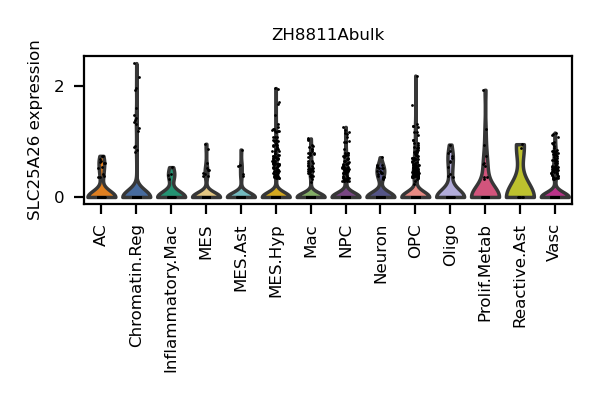 ZH8811Abulk
SLC25A26 expression
2
0
AC
Chromatin.Reg
Inflammatory.Mac
MES
MES.Ast
MES.Hyp
Mac
NPC
Neuron
OPC
Oligo
Prolif.Metab
Reactive.Ast
Vasc